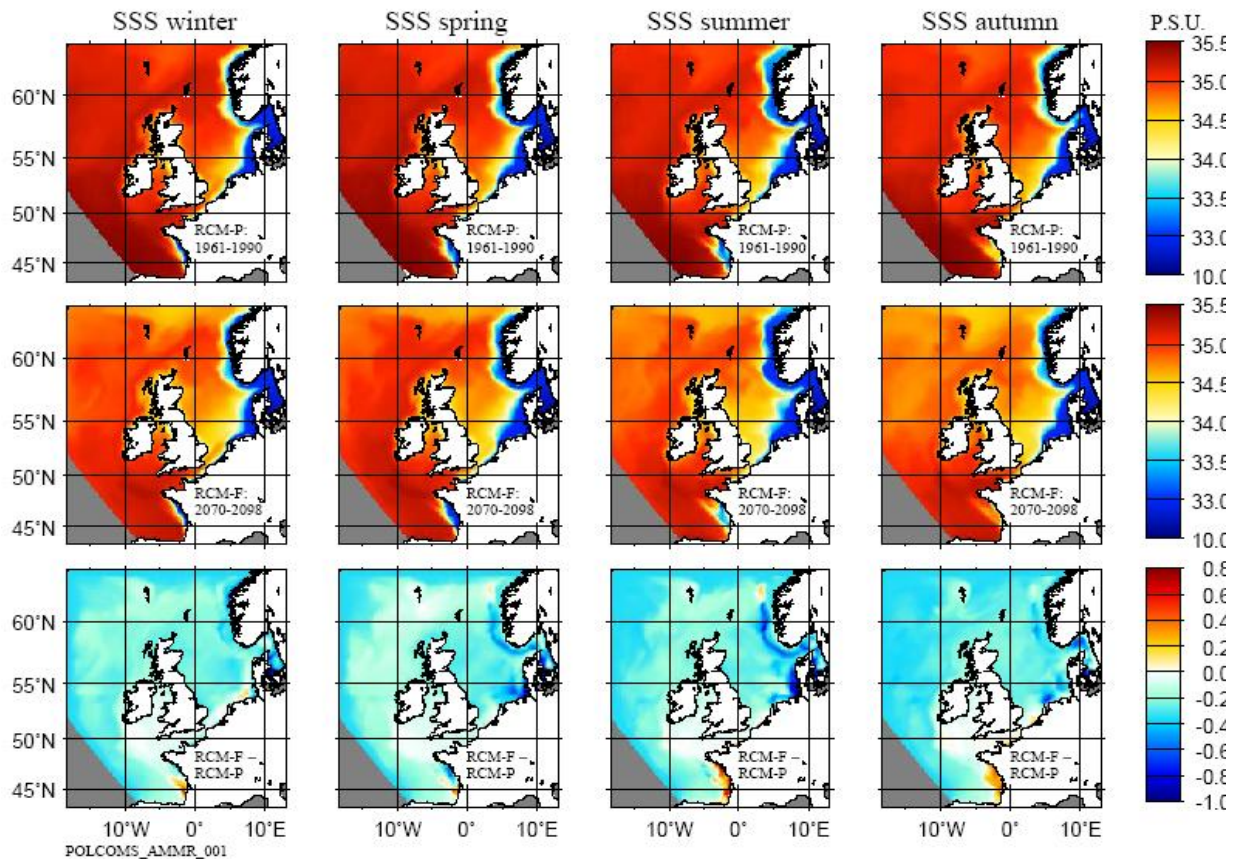 SSS winter SSS spring SSS summer SSS autumn P.S.U.
60°N
55°N
50°N
45°N
RCM-P:
1961-1990
RCM-P:
1961-1990
RCM-P:
1961-1990
RCM-P:
1961-1990
35.5
35.0
34.5
34.0
33.5
33.0
10.0
60°N
55°N
50°N
45°N
RCM-F:
2070-2098
RCM-F:
2070-2098
RCM-F:
2070-2098
RCM-F:
2070-2098
35.5
35.0
34.5
34.0
33.5
33.0
10.0
60°N
55°N
50°N
45°N
RCM-F –
RCM-P
RCM-F –
RCM-P
RCM-F –
RCM-P
RCM-F –
RCM-P
0.8
0.6
0.4
0.2
0.0
-0.2
-0.4
-0.6
-0.8
-1.0
10°W 0° 10°E 10°W 0° 10°E 10°W 0° 10°E 10°W 0° 10°E
POLCOMS_AMMR_001